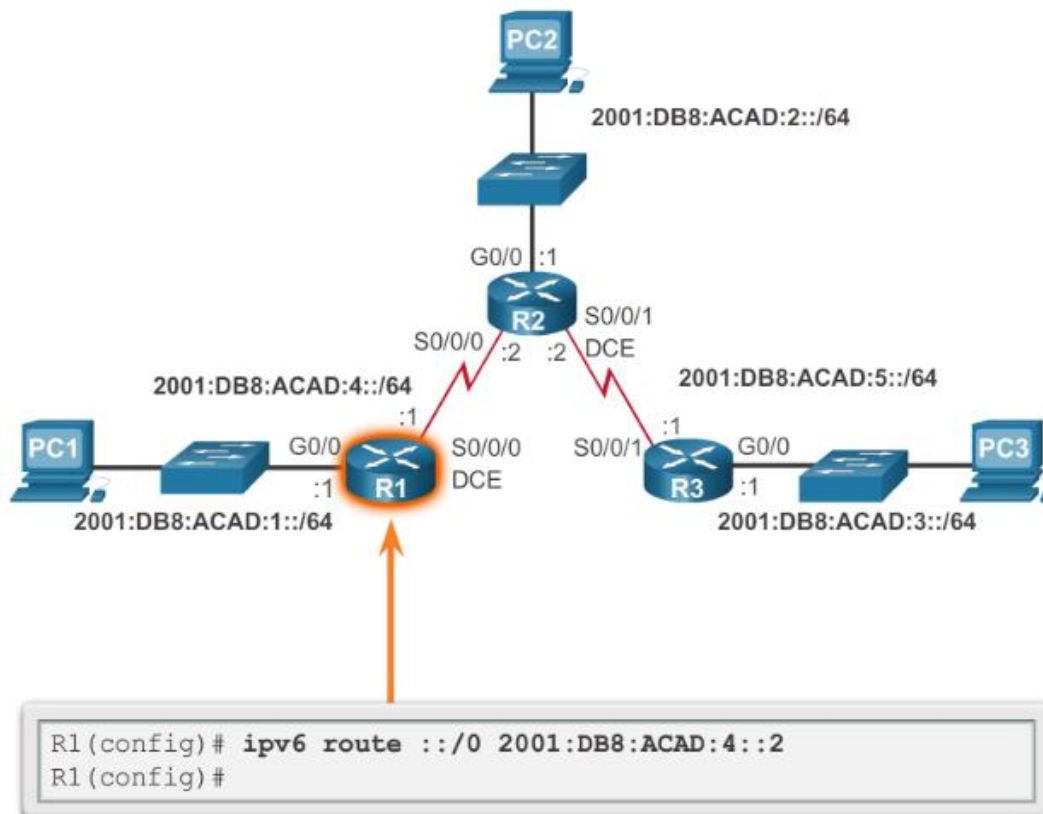 PC2
2001:DB8:ACAD:2::/64
G0/0 :1
R2
S0/0/1
S0/0/0
:2 :2 DCE
2001:DB8:ACAD:4::/64
2001:DB8:ACAD:5::/64
:1
:1
PC1
G0/0
S0/0/0
S0/0/1
G0/0
PC3
:1
R1
DCE
R3
:1
2001:DB8:ACAD:1::/64
2001:DB8:ACAD:3::/64
R1(config)# ipv6 route ::/0 2001:DB8:ACAD:4::2
R1(config)#